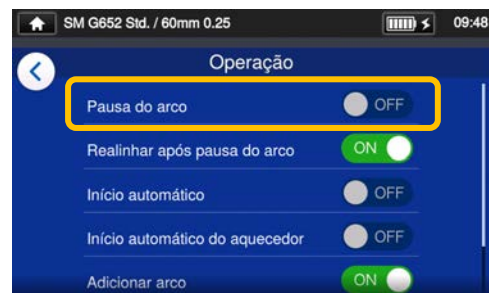 SM G652 Std. / 60mm 0.25 09:48
Operação
Pausa do arco OFF
Realinhar após pausa do arco ON
Início automático OFF
Início automático do aquecedor OFF
Adicionar arco ON